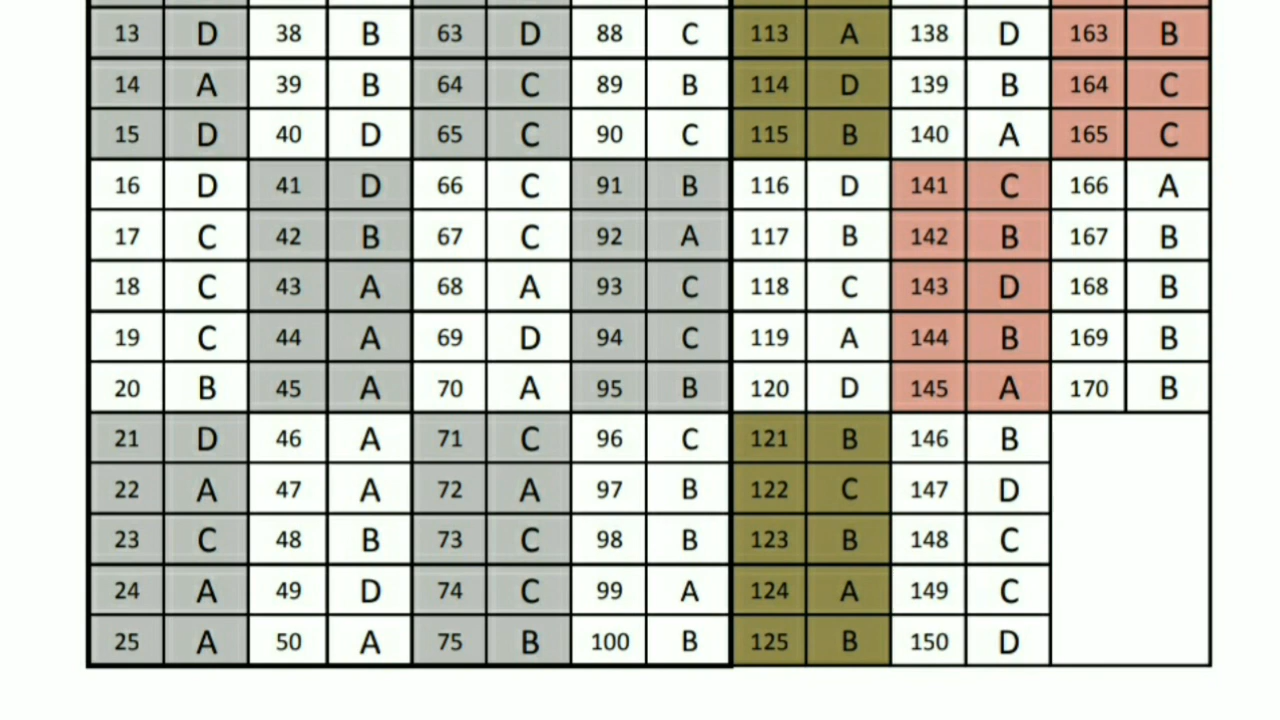 13 D 38 B 63 D 88 C 113 A 138 D 163 B
14 A 39 B 64 C 89 B 114 D 139 B 164 C
15 D 40 D 65 C 90 C 115 B 140 A 165 C
16 D 41 D 66 C 91 B 116 D 141 C 166 A
17 C 42 B 67 C 92 A 117 B 142 B 167 B
18 C 43 A 68 A 93 C 118 C 143 D 168 B
19 C 44 A 69 D 94 C 119 A 144 B 169 B
20 B 45 A 70 A 95 B 120 D 145 A 170 B
21 D 46 A 71 C 96 C 121 B 146 B
22 A 47 A 72 A 97 B 122 C 147 D
23 C 48 B 73 C 98 B 123 B 148 C
24 A 49 D 74 C 99 A 124 A 149 C
25 A 50 A 75 B 100 B 125 B 150 D